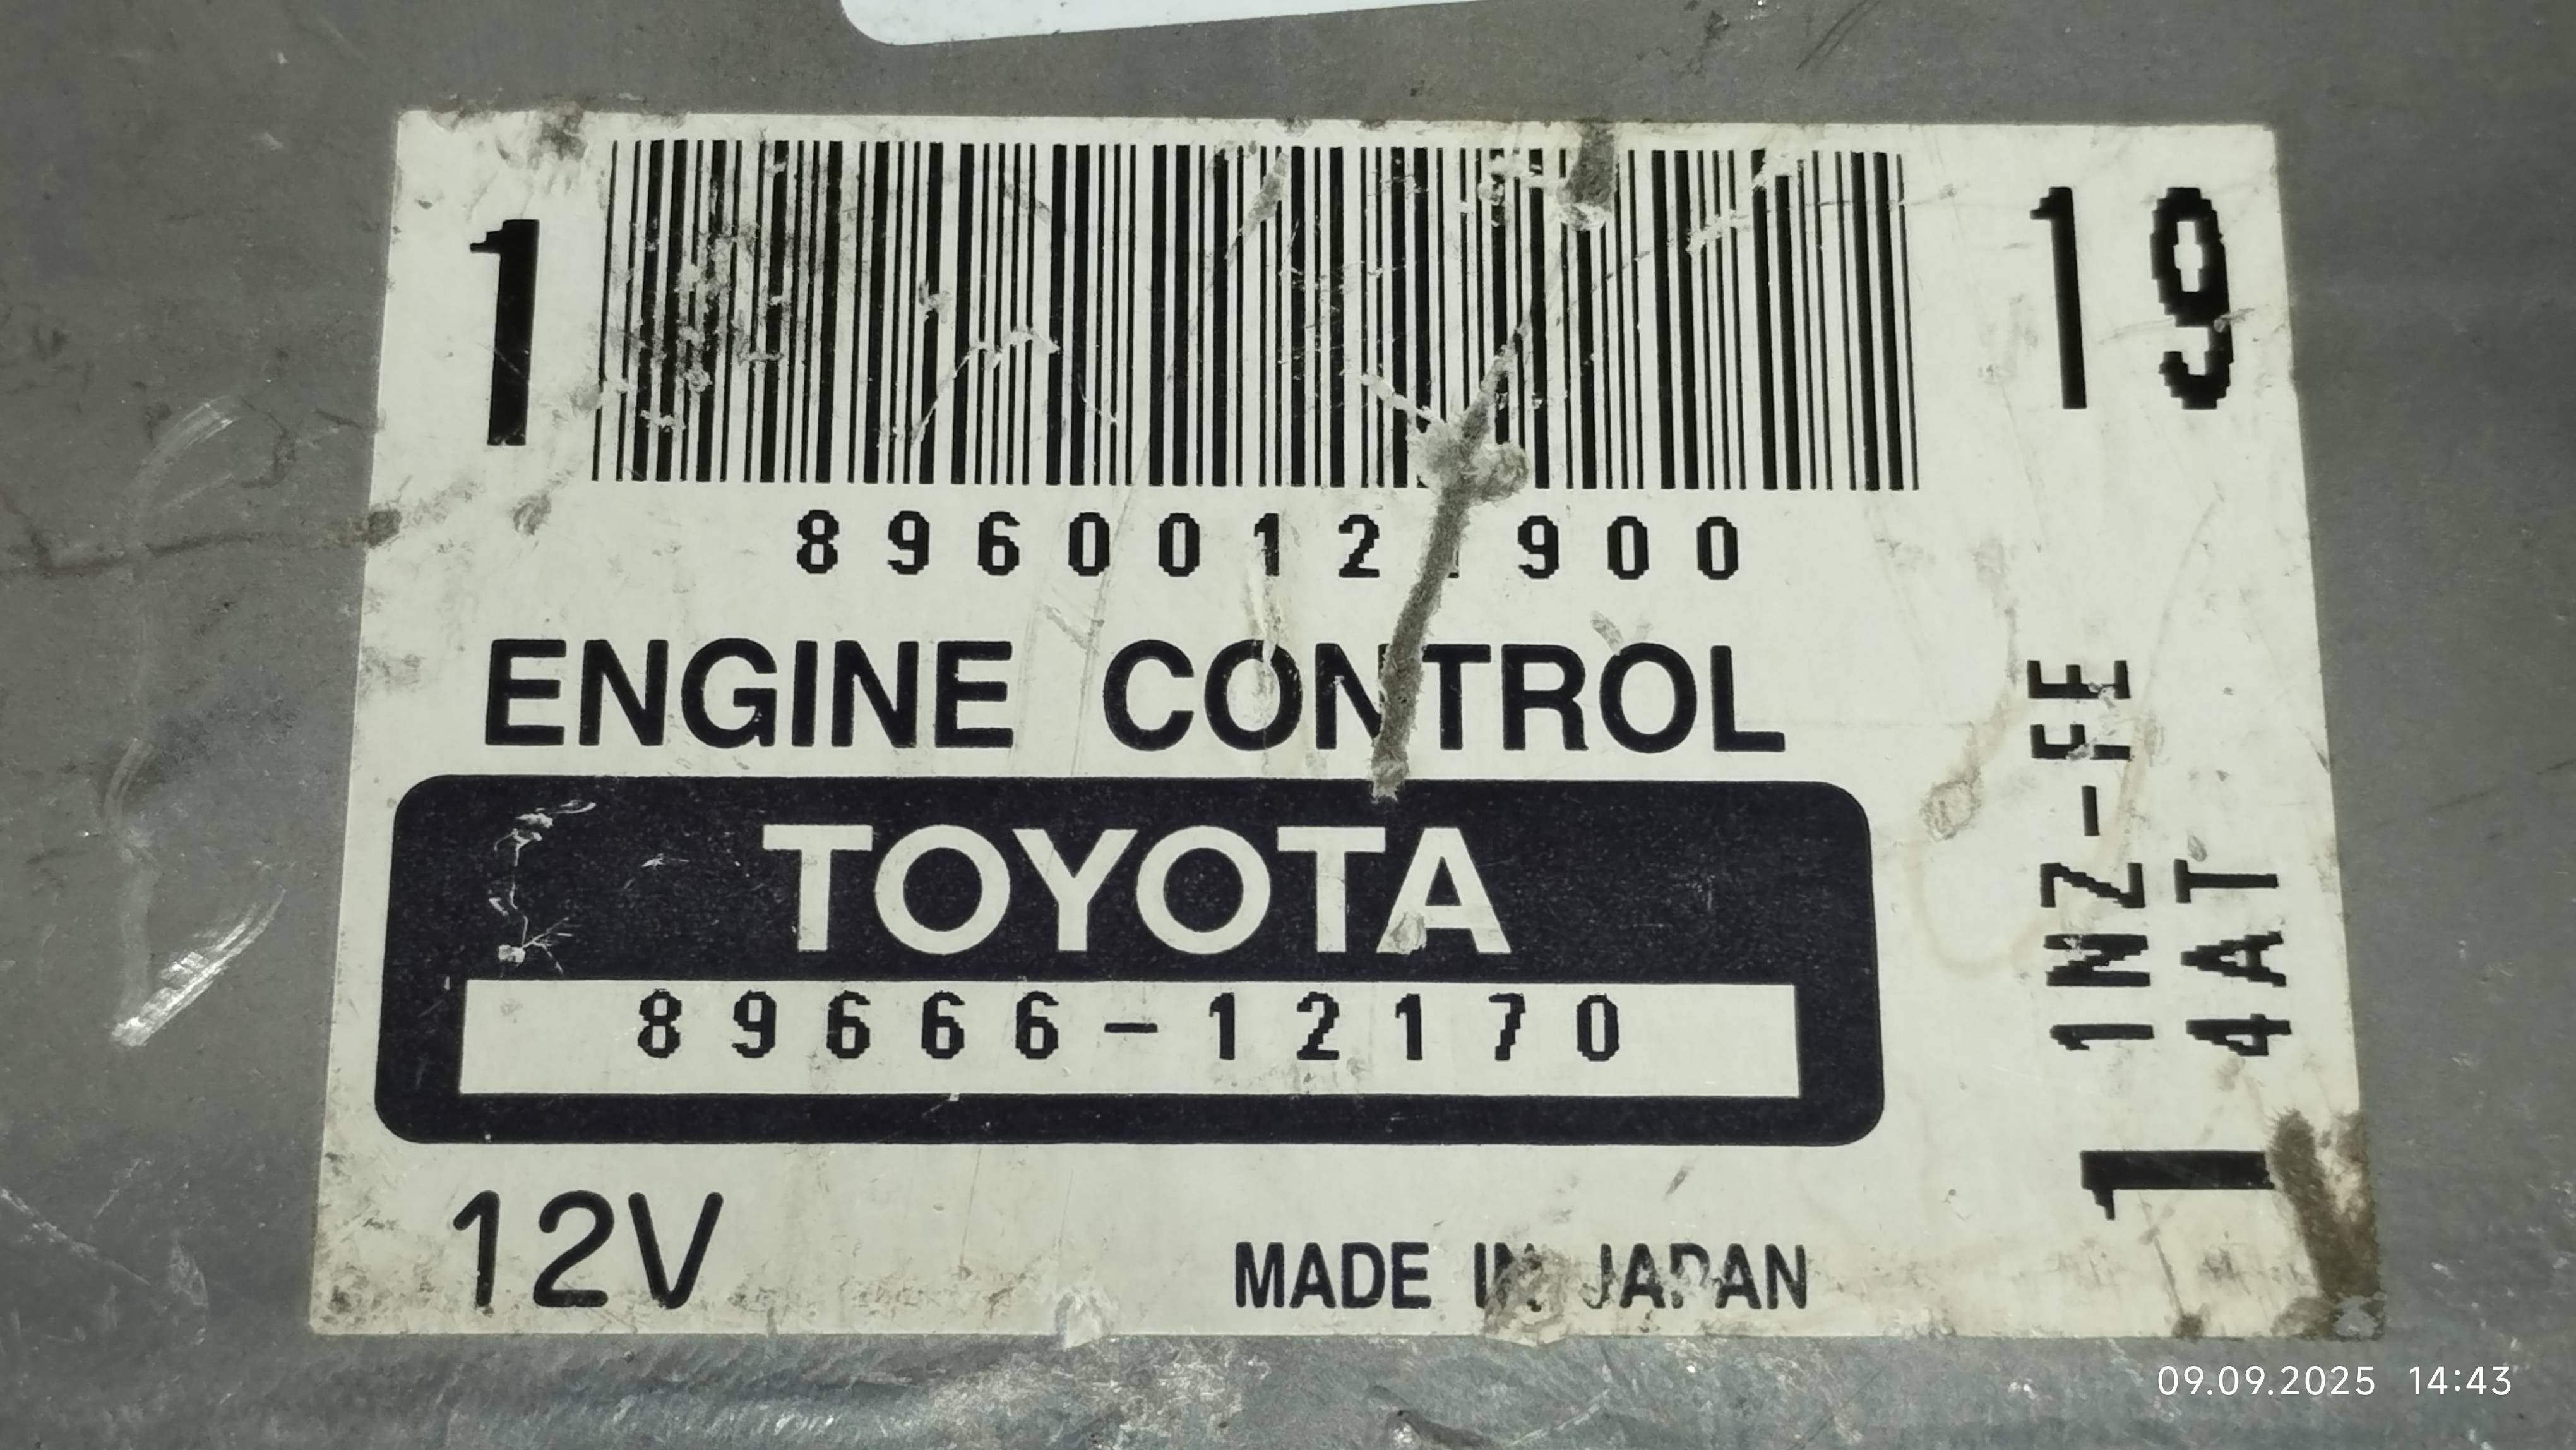 1
19
8960012 900
ENGINE CONTROL
TOYOTA
89666-12170
12V
MADE IN JAPAN
1NZ-FE
4AT
1
09.09.2025 14:43